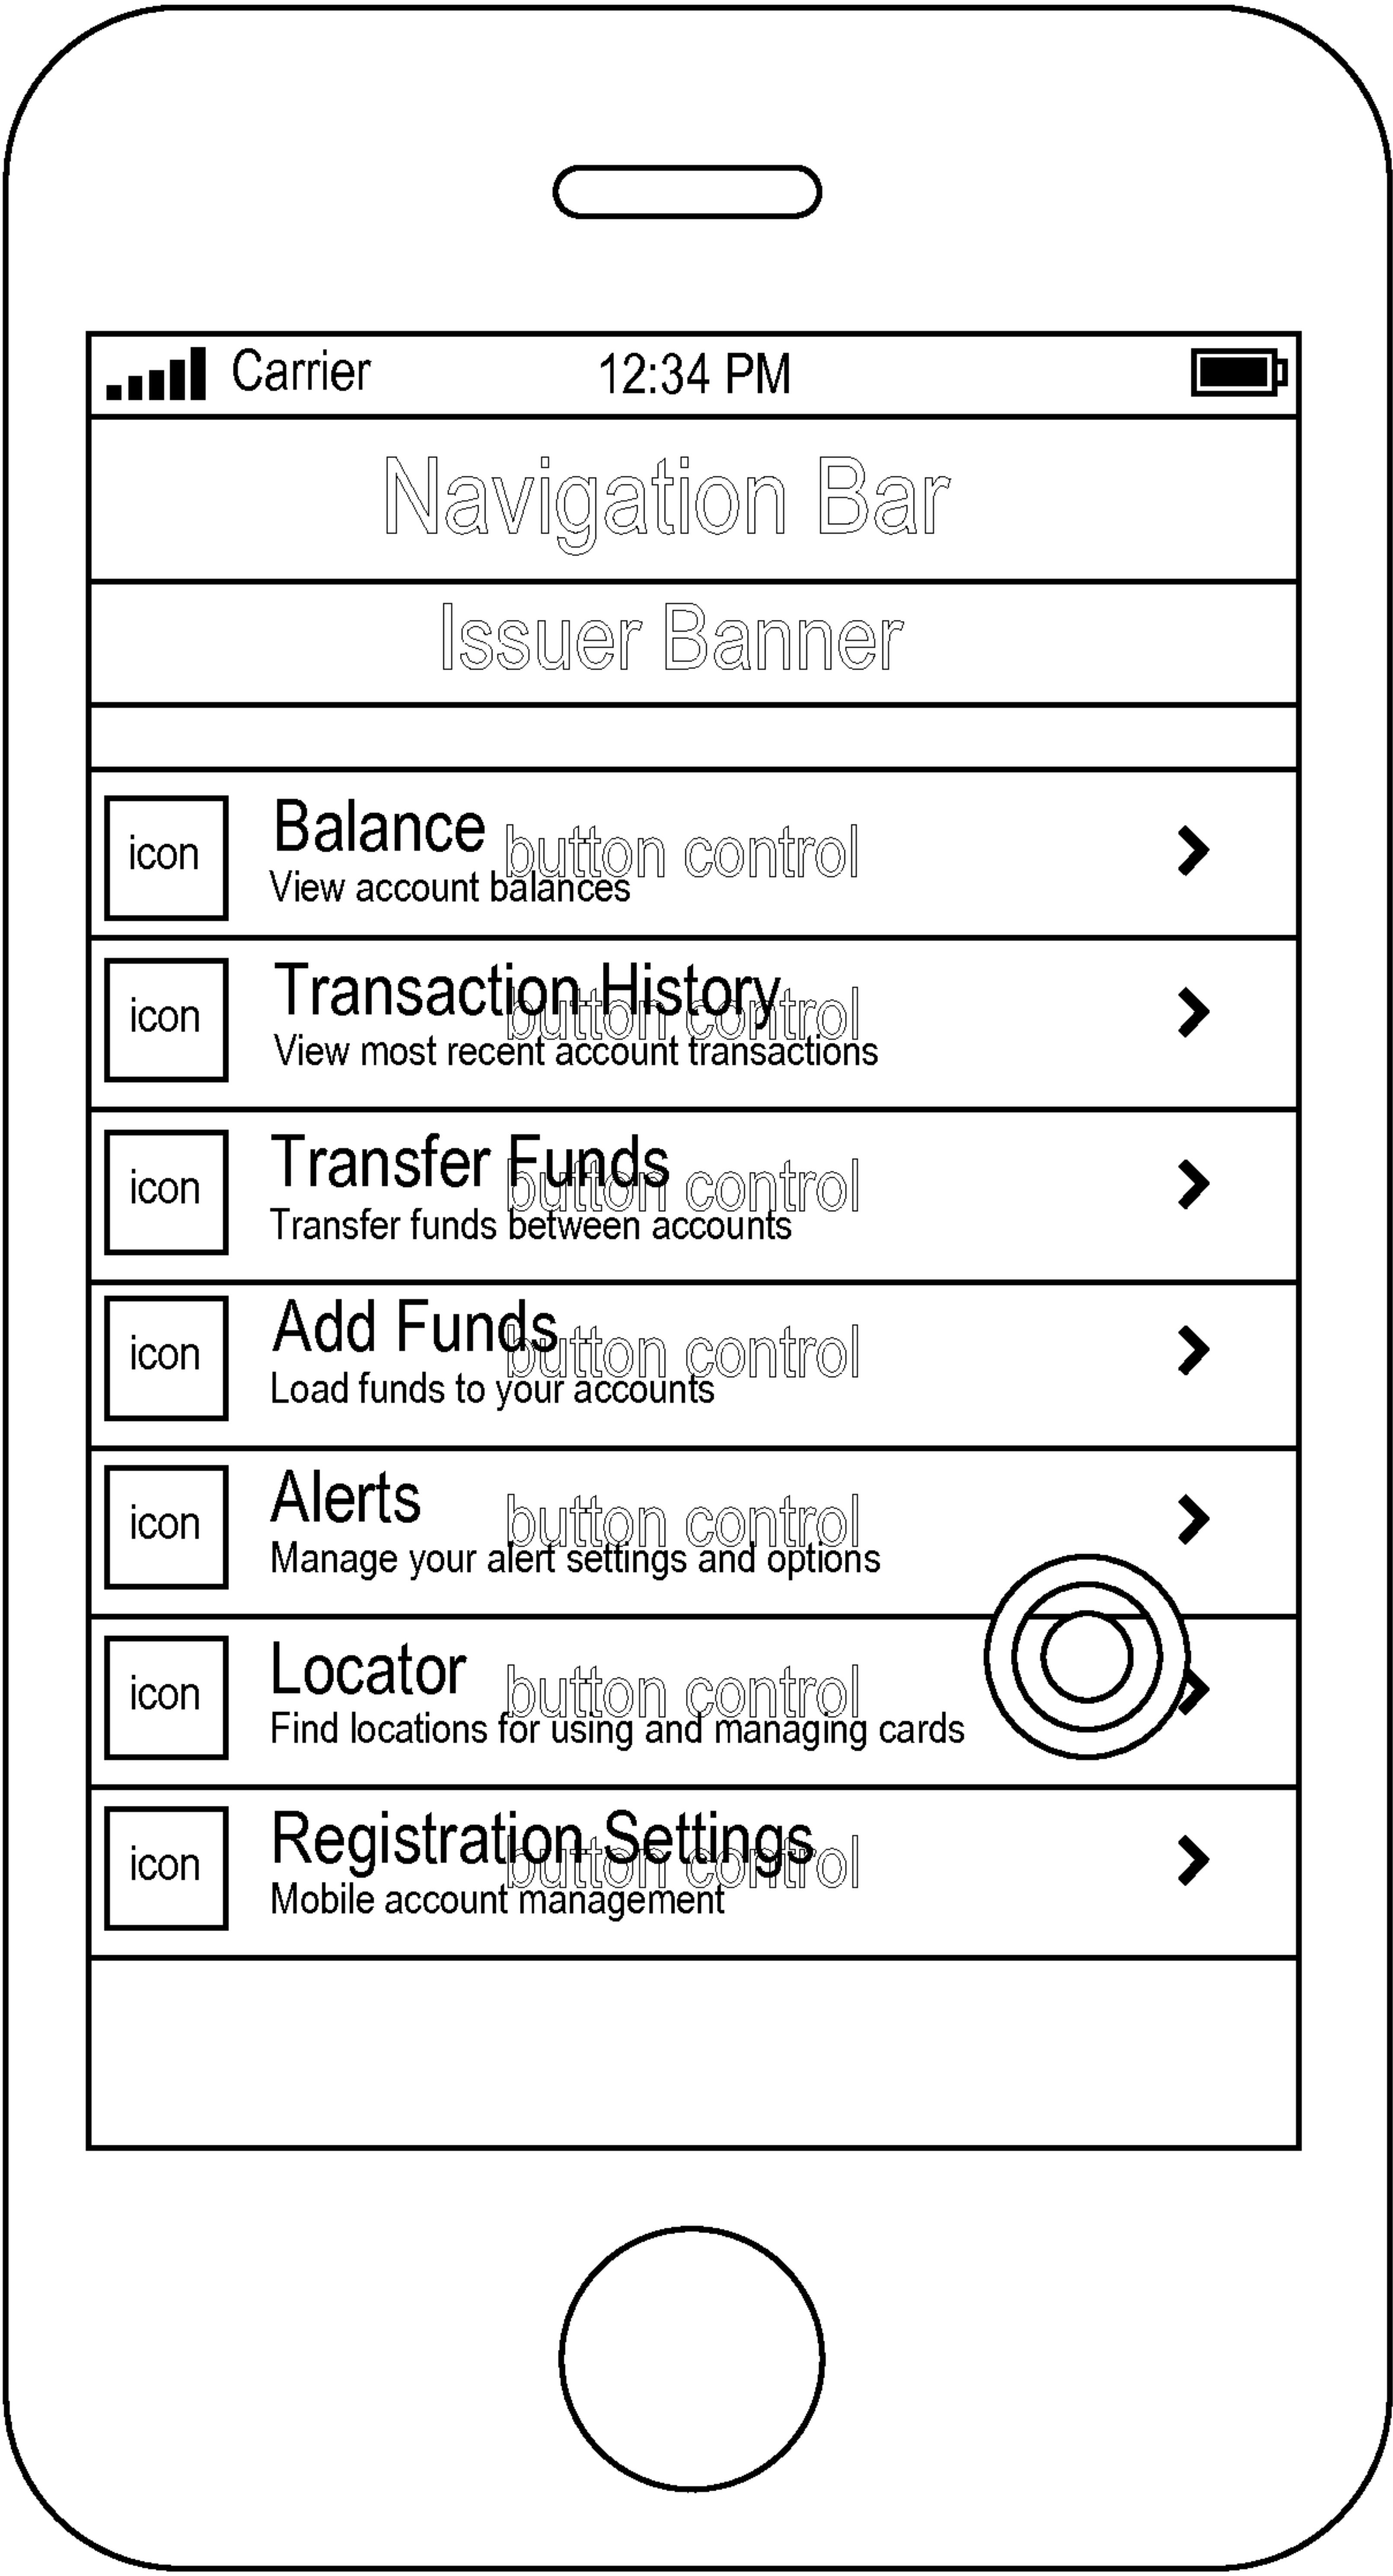 Carrier 12:34 PM
Navigation Bar
Issuer Banner
icon Balance button control
View account balances
icon Transaction History button control
View most recent account transactions
icon Transfer Funds button control
Transfer funds between accounts
icon Add Funds button control
Load funds to your accounts
icon Alerts button control
Manage your alert settings and options
icon Locator button control
Find locations for using and managing cards
icon Registration Settings button control
Mobile account management